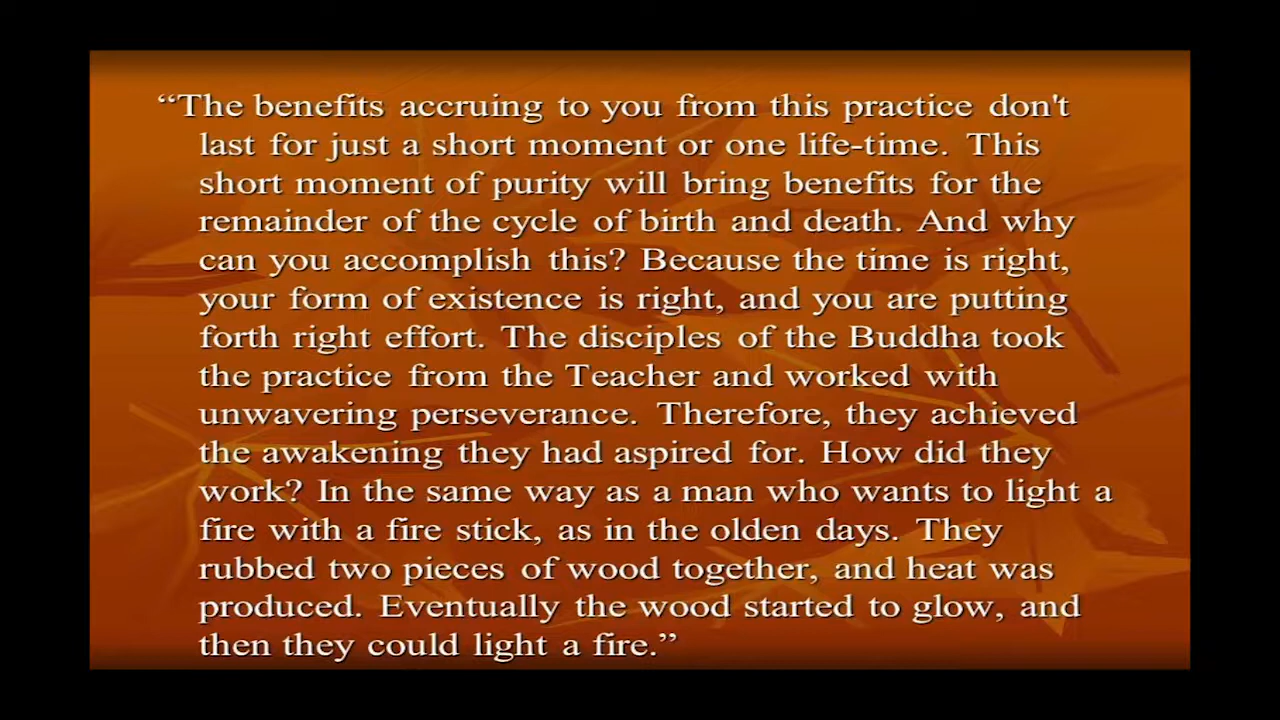 “The benefits accruing to you from this practice don't
last for just a short moment or one life-time. This
short moment of purity will bring benefits for the
remainder of the cycle of birth and death. And why
can you accomplish this? Because the time is right,
your form of existence is right, and you are putting
forth right effort. The disciples of the Buddha took
the practice from the Teacher and worked with
unwavering perseverance. Therefore, they achieved
the awakening they had aspired for. How did they
work? In the same way as a man who wants to light a
fire with a fire stick, as in the olden days. They
rubbed two pieces of wood together, and heat was
produced. Eventually the wood started to glow, and
then they could light a fire.”